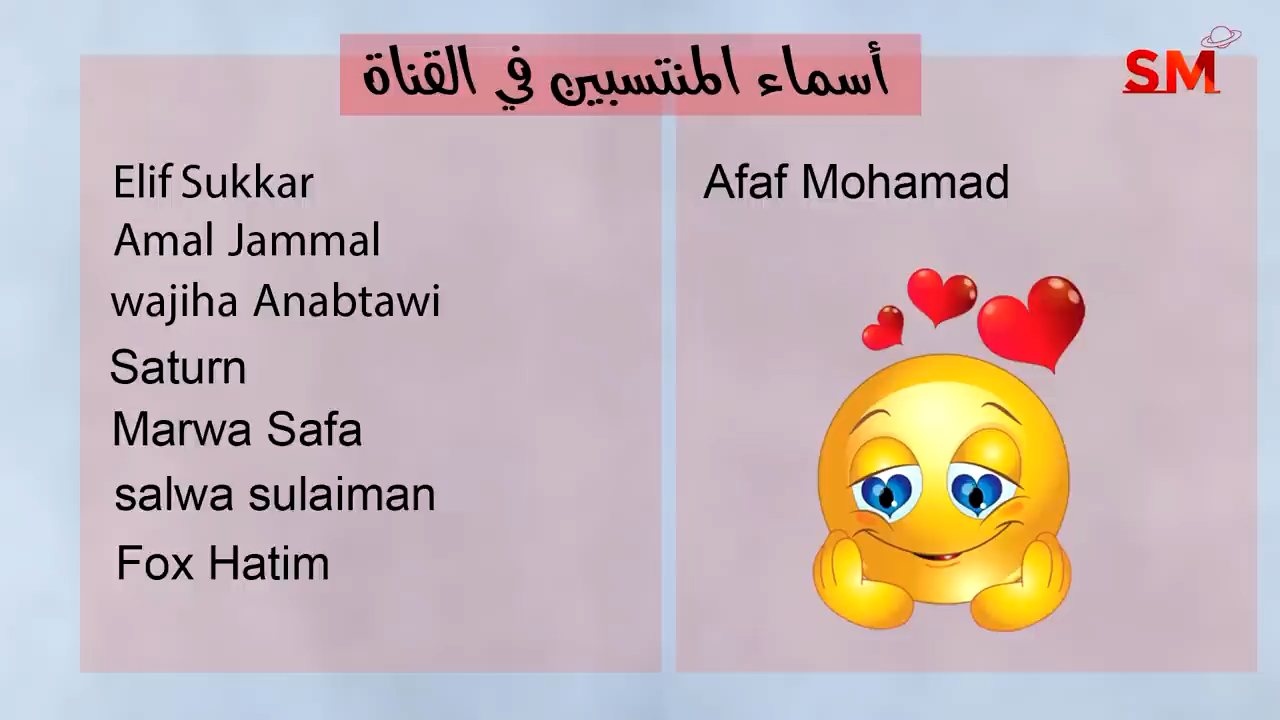 أسماء المنتسبين في القناة
SM
Elif Sukkar
Amal Jammal
wajiha Anabtawi
Saturn
Marwa Safa
salwa sulaiman
Fox Hatim
Afaf Mohamad